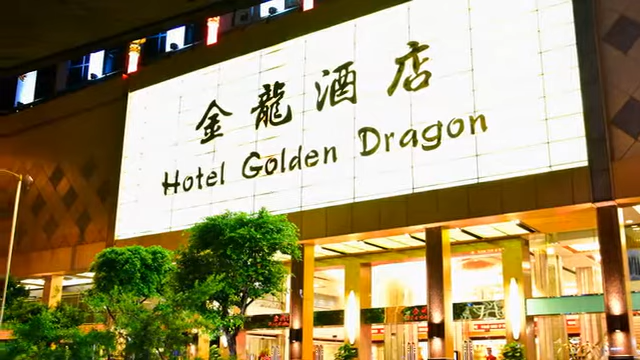 金龍酒店
Hotel Golden Dragon